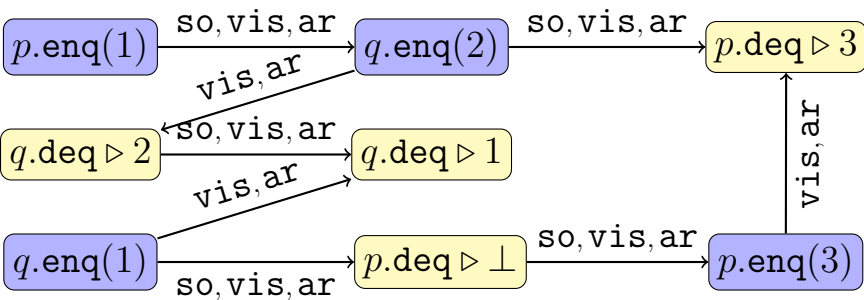 p.enq(1) so,vis,ar q.enq(2) so,vis,ar p.deq ▷ 3
vis,ar
q.deq ▷ 2 so,vis,ar q.deq ▷ 1 vis,ar
vis,ar
q.enq(1) so,vis,ar p.deq ▷ ⊥ so,vis,ar p.enq(3)